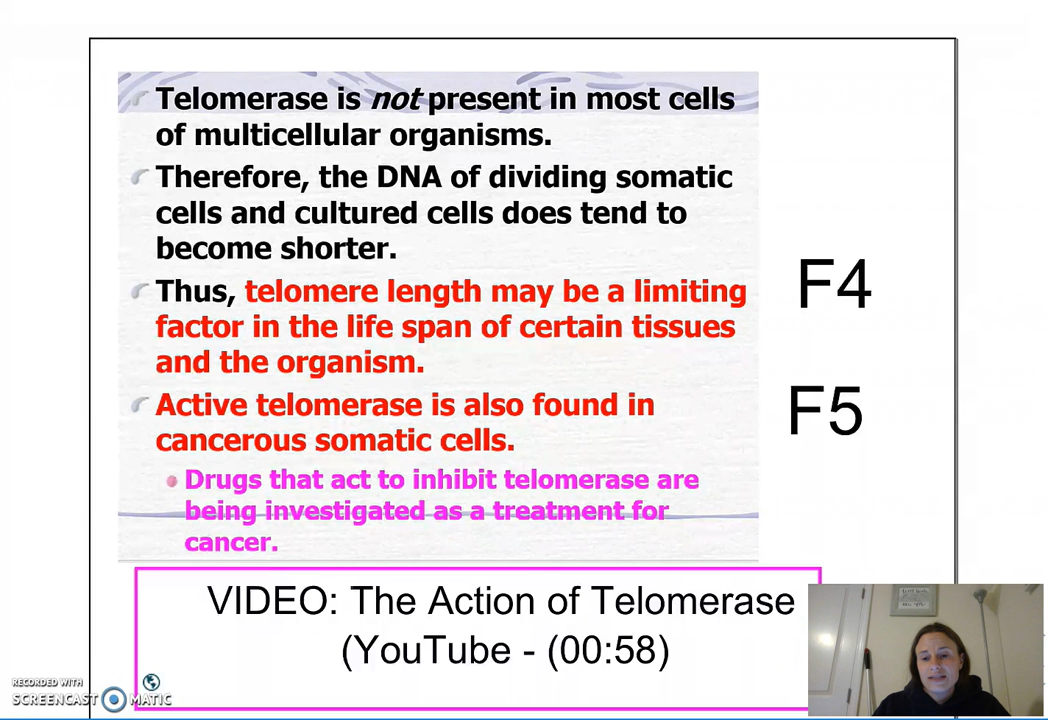 Telomerase is not present in most cells
of multicellular organisms.
Therefore, the DNA of dividing somatic
cells and cultured cells does tend to
become shorter.
Thus, telomere length may be a limiting
factor in the life span of certain tissues
and the organism.
Active telomerase is also found in
cancerous somatic cells.
Drugs that act to inhibit telomerase are
being investigated as a treatment for
cancer.
F4
F5
VIDEO: The Action of Telomerase
(YouTube - (00:58)
RECORDED WITH
SCREENCAST MATIC